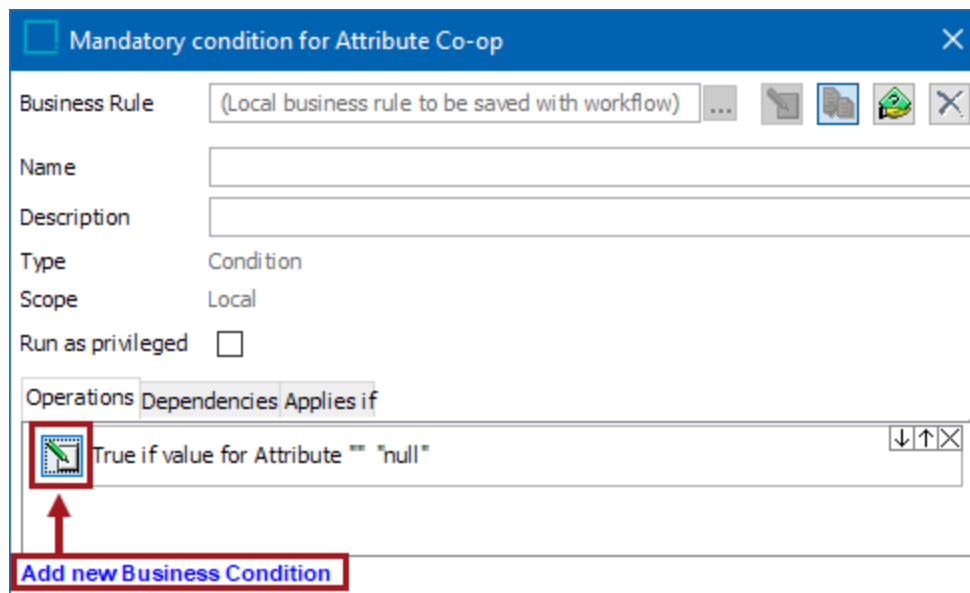 Mandatory condition for Attribute Co-op
Business Rule (Local business rule to be saved with workflow) ...
Name
Description
Type Condition
Scope Local
Run as privileged
Operations Dependencies Applies if
True if value for Attribute "" "null"
Add new Business Condition